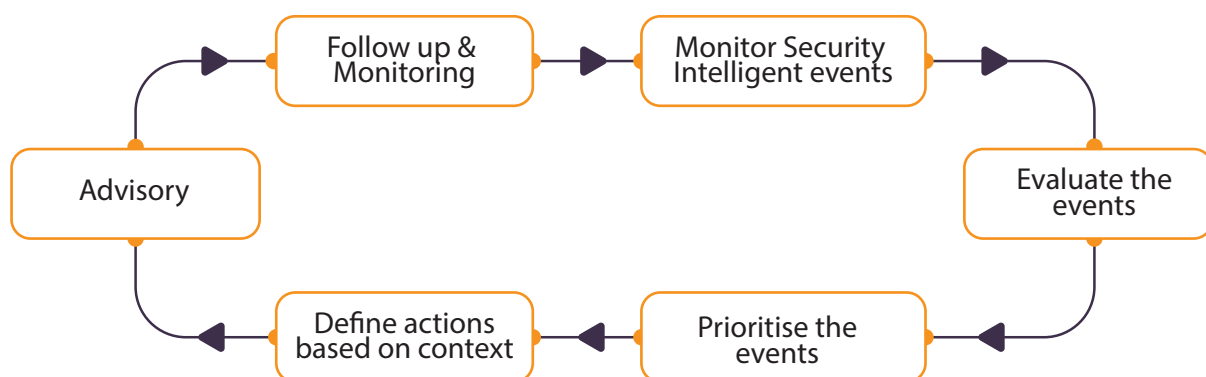 Follow up &
Monitoring
Monitor Security
Intelligent events
Advisory
Evaluate the
events
Define actions
based on context
Prioritise the
events